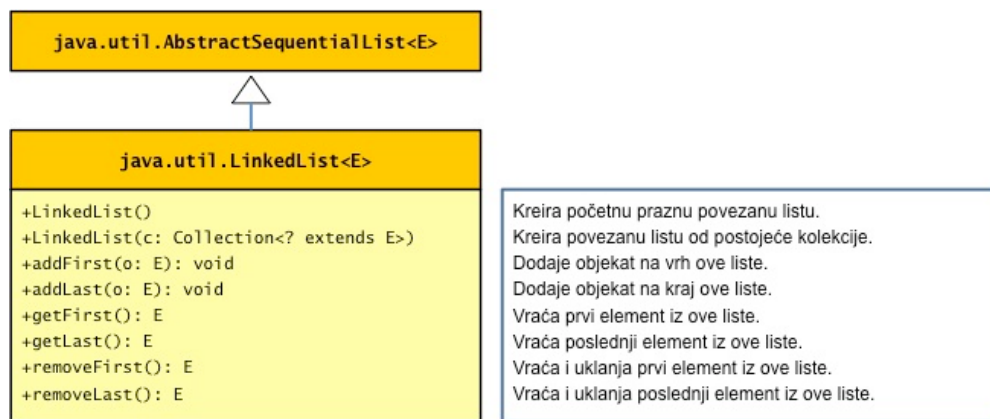 java.util.AbstractSequentialList<E>
java.util.LinkedList<E>
+LinkedList()
+LinkedList(c: Collection<? extends E>)
+addFirst(o: E): void
+addLast(o: E): void
+getFirst(): E
+getLast(): E
+removeFirst(): E
+removeLast(): E
Kreira početnu praznu povezanu listu.
Kreira povezanu listu od postojeće kolekcije.
Dodaje objekat na vrh ove liste.
Dodaje objekat na kraj ove liste.
Vraća prvi element iz ove liste.
Vraća poslednji element iz ove liste.
Vraća i uklanja prvi element iz ove liste.
Vraća i uklanja poslednji element iz ove liste.